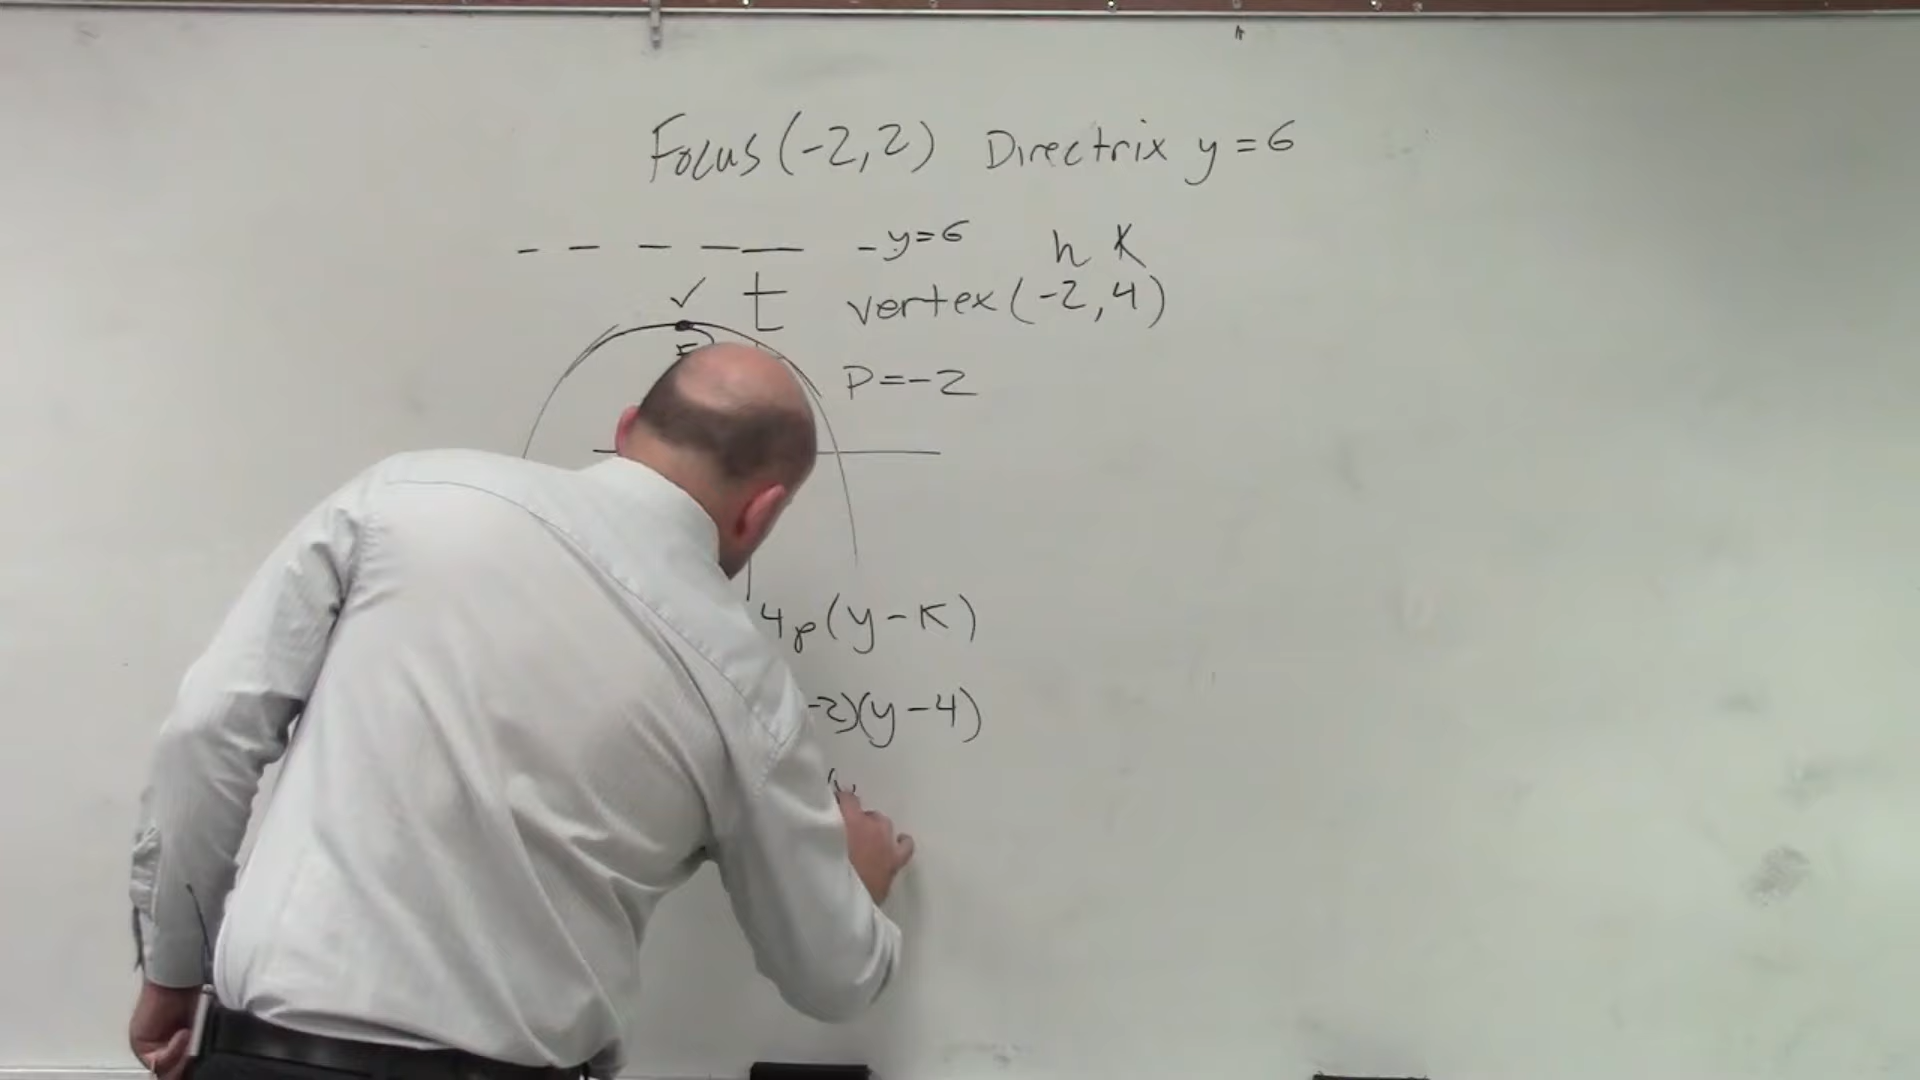 Focus (-2,2) Directrix y=6
y=6 h K
t vertex (-2,4)
F
P=-2
4p(y-K)
-2)(y-4)
(